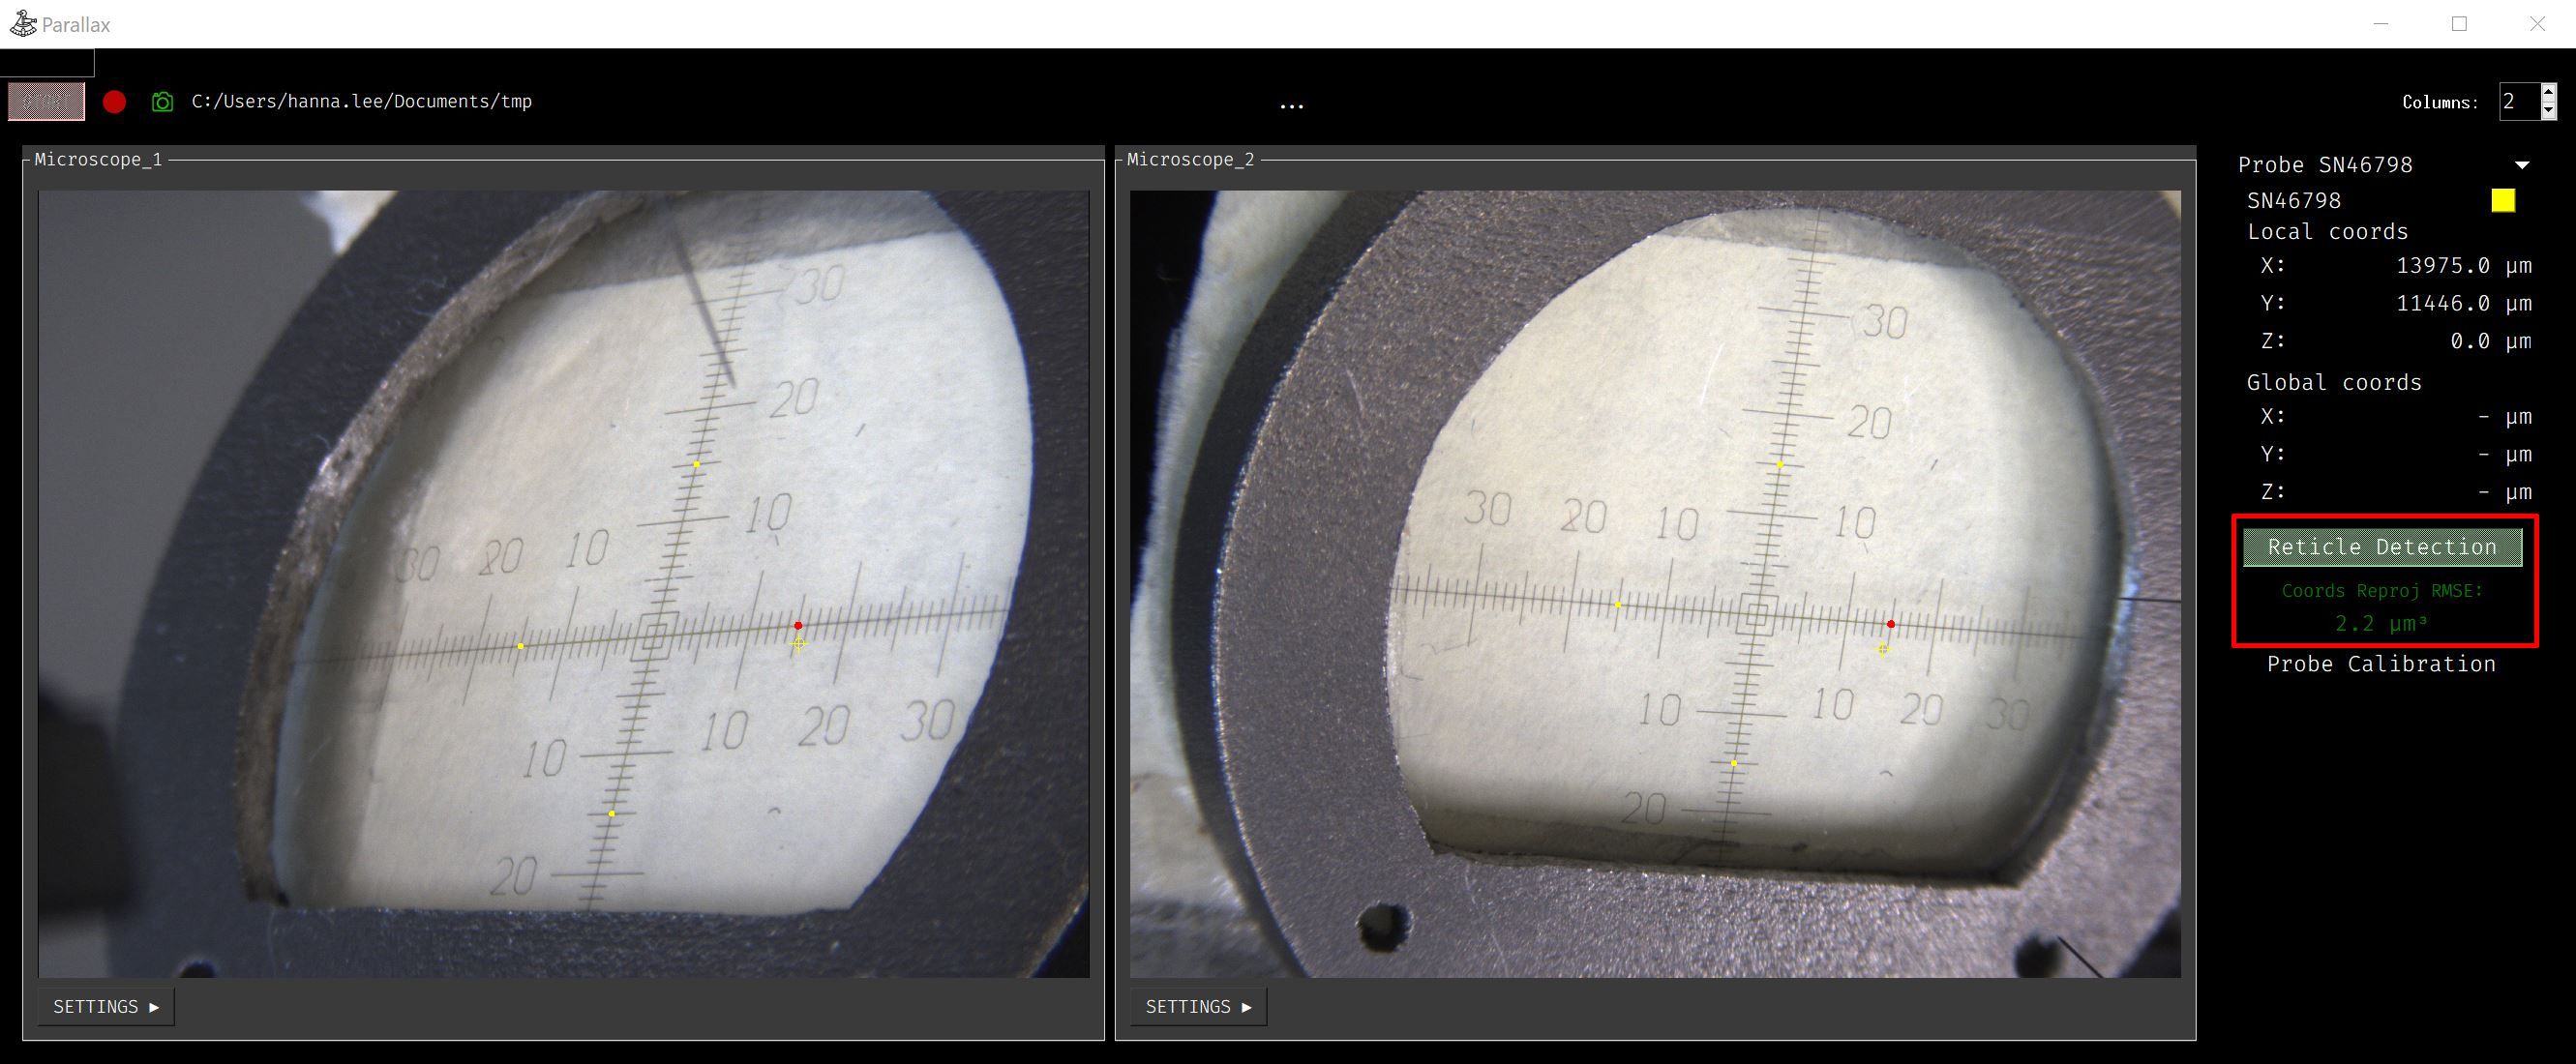 Parallax
START
C:/Users/hanna.lee/Documents/tmp
...
Columns: 2
Microscope_1
30
20
10
30 20 10
10 20 30
10
20
SETTINGS ▶
Microscope_2
30
20
10
30 20 10
10 20 30
10
20
SETTINGS ▶
Probe SN46798
SN46798
Local coords
X: 13975.0 µm
Y: 11446.0 µm
Z: 0.0 µm
Global coords
X: - µm
Y: - µm
Z: - µm
Reticle Detection
Coords Reproj RMSE:
2.2 µm³
Probe Calibration